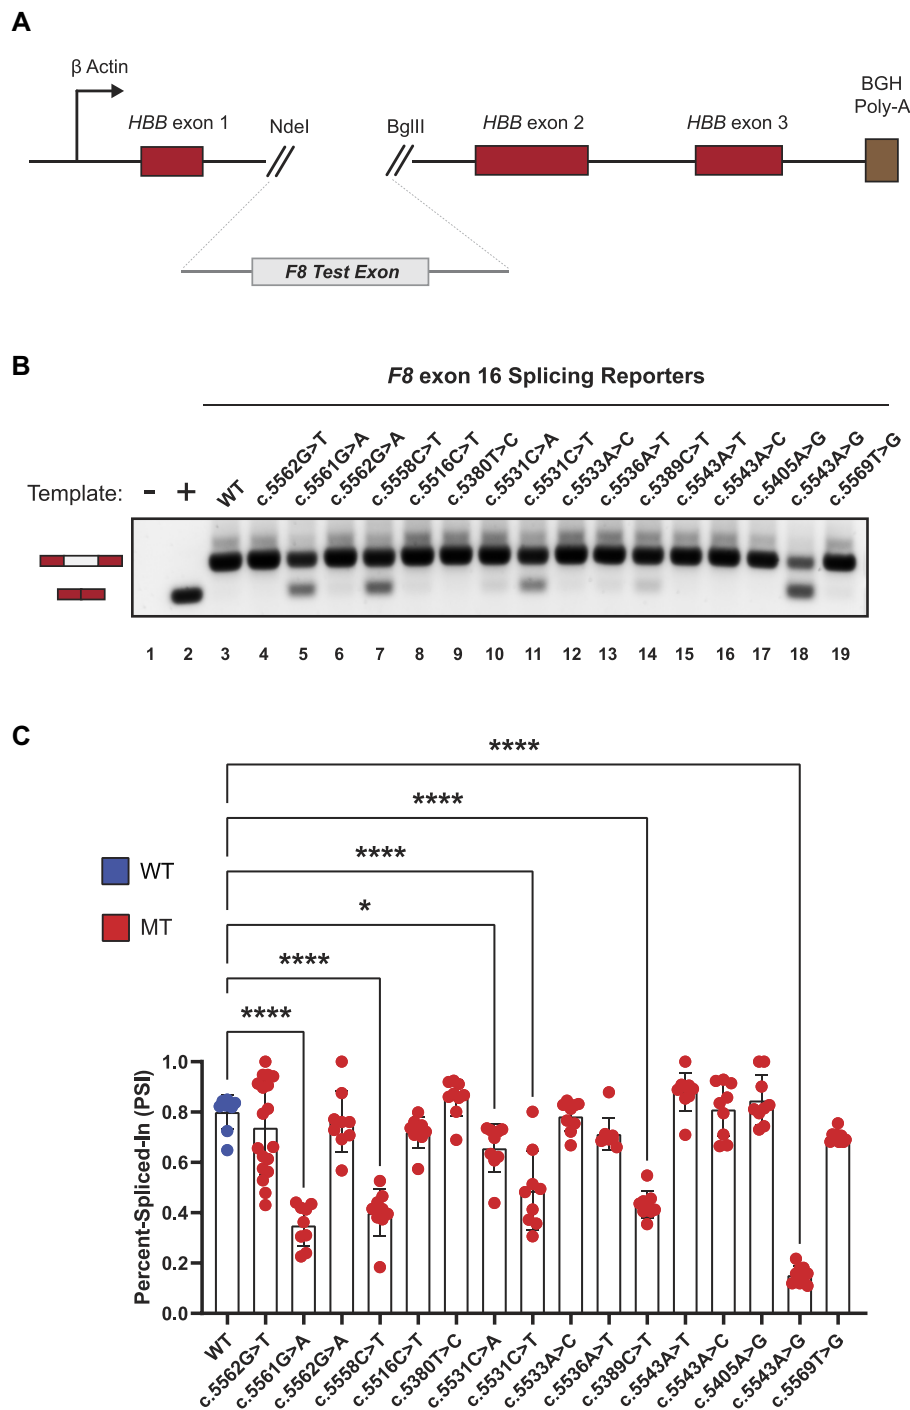 A
β Actin
BGH
Poly-A
HBB exon 1
NdeI
BglII
HBB exon 2
HBB exon 3
F8 Test Exon
B
F8 exon 16 Splicing Reporters
Template:
-
+
WT
c.5562G>T
c.5561G>A
c.5562G>A
c.5558C>T
c.5516C>T
c.5380T>C
c.5531C>A
c.5531C>T
c.5533A>C
c.5536A>T
c.5389C>T
c.5543A>T
c.5543A>C
c.5405A>G
c.5543A>G
c.5569T>G
1 2 3 4 5 6 7 8 9 10 11 12 13 14 15 16 17 18 19
C
****
****
****
*
****
****
WT
MT
Percent-Spliced-In (PSI)
1.0
0.8
0.6
0.4
0.2
0.0
WT
c.5562G>T
c.5561G>A
c.5562G>A
c.5558C>T
c.5516C>T
c.5380T>C
c.5531C>A
c.5531C>T
c.5533A>C
c.5536A>T
c.5389C>T
c.5543A>T
c.5543A>C
c.5405A>G
c.5543A>G
c.5569T>G